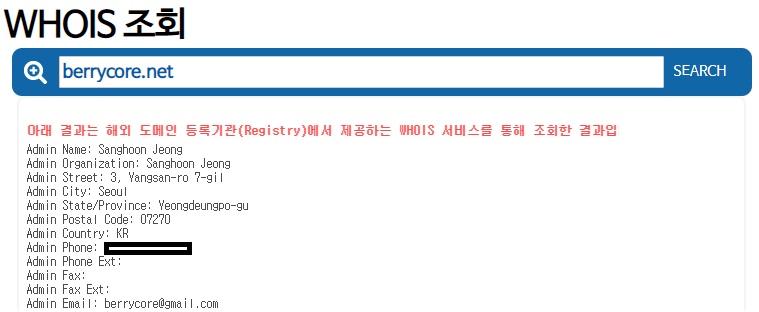 WHOIS 조회
berrycore.net SEARCH
아래 결과는 해외 도메인 등록기관(Registry)에서 제공하는 WHOIS 서비스를 통해 조회한 결과입
Admin Name: Sanghoon Jeong
Admin Organization: Sanghoon Jeong
Admin Street: 3, Yangsan-ro 7-gil
Admin City: Seoul
Admin State/Province: Yeongdeungpo-gu
Admin Postal Code: 07270
Admin Country: KR
Admin Phone:
Admin Phone Ext:
Admin Fax:
Admin Fax Ext:
Admin Email: berrycore@gmail.com